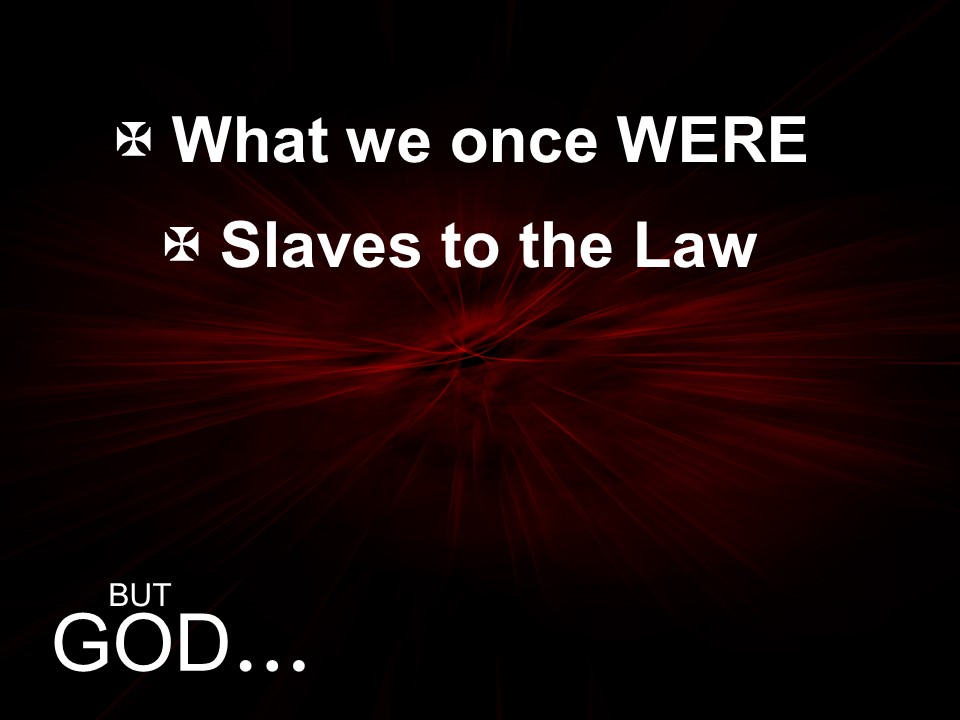 ✠ What we once WERE
✠ Slaves to the Law
BUT
GOD…